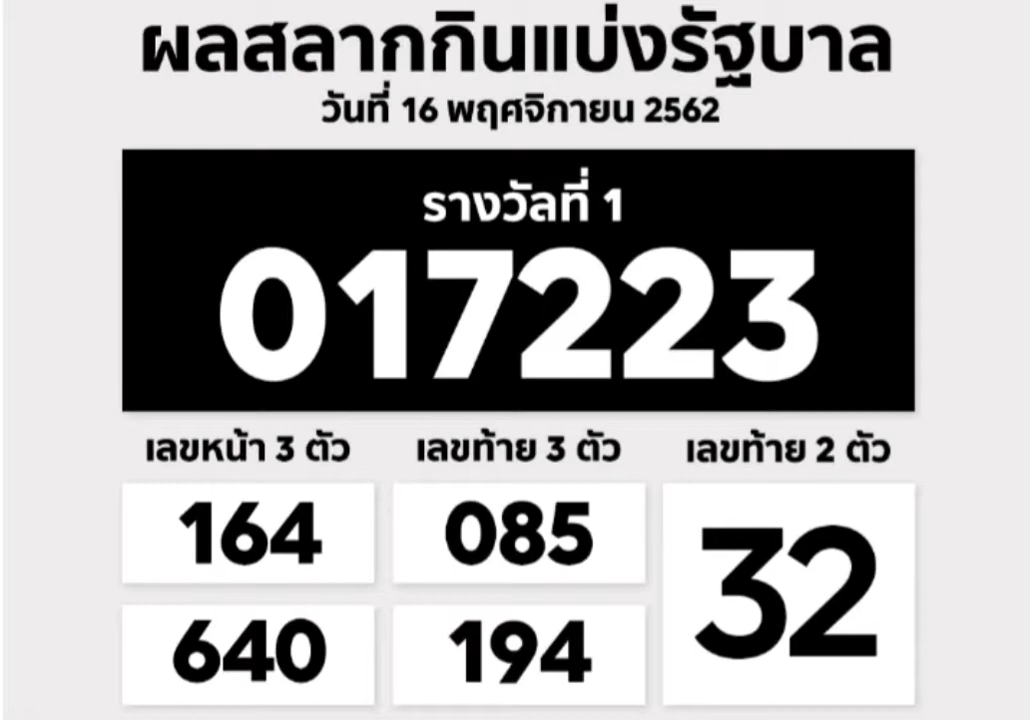 ผลสลากกินแบ่งรัฐบาล
วันที่ 16 พฤศจิกายน 2562
รางวัลที่ 1
017223
เลขหน้า 3 ตัว
เลขท้าย 3 ตัว
เลขท้าย 2 ตัว
164
085
32
640
194